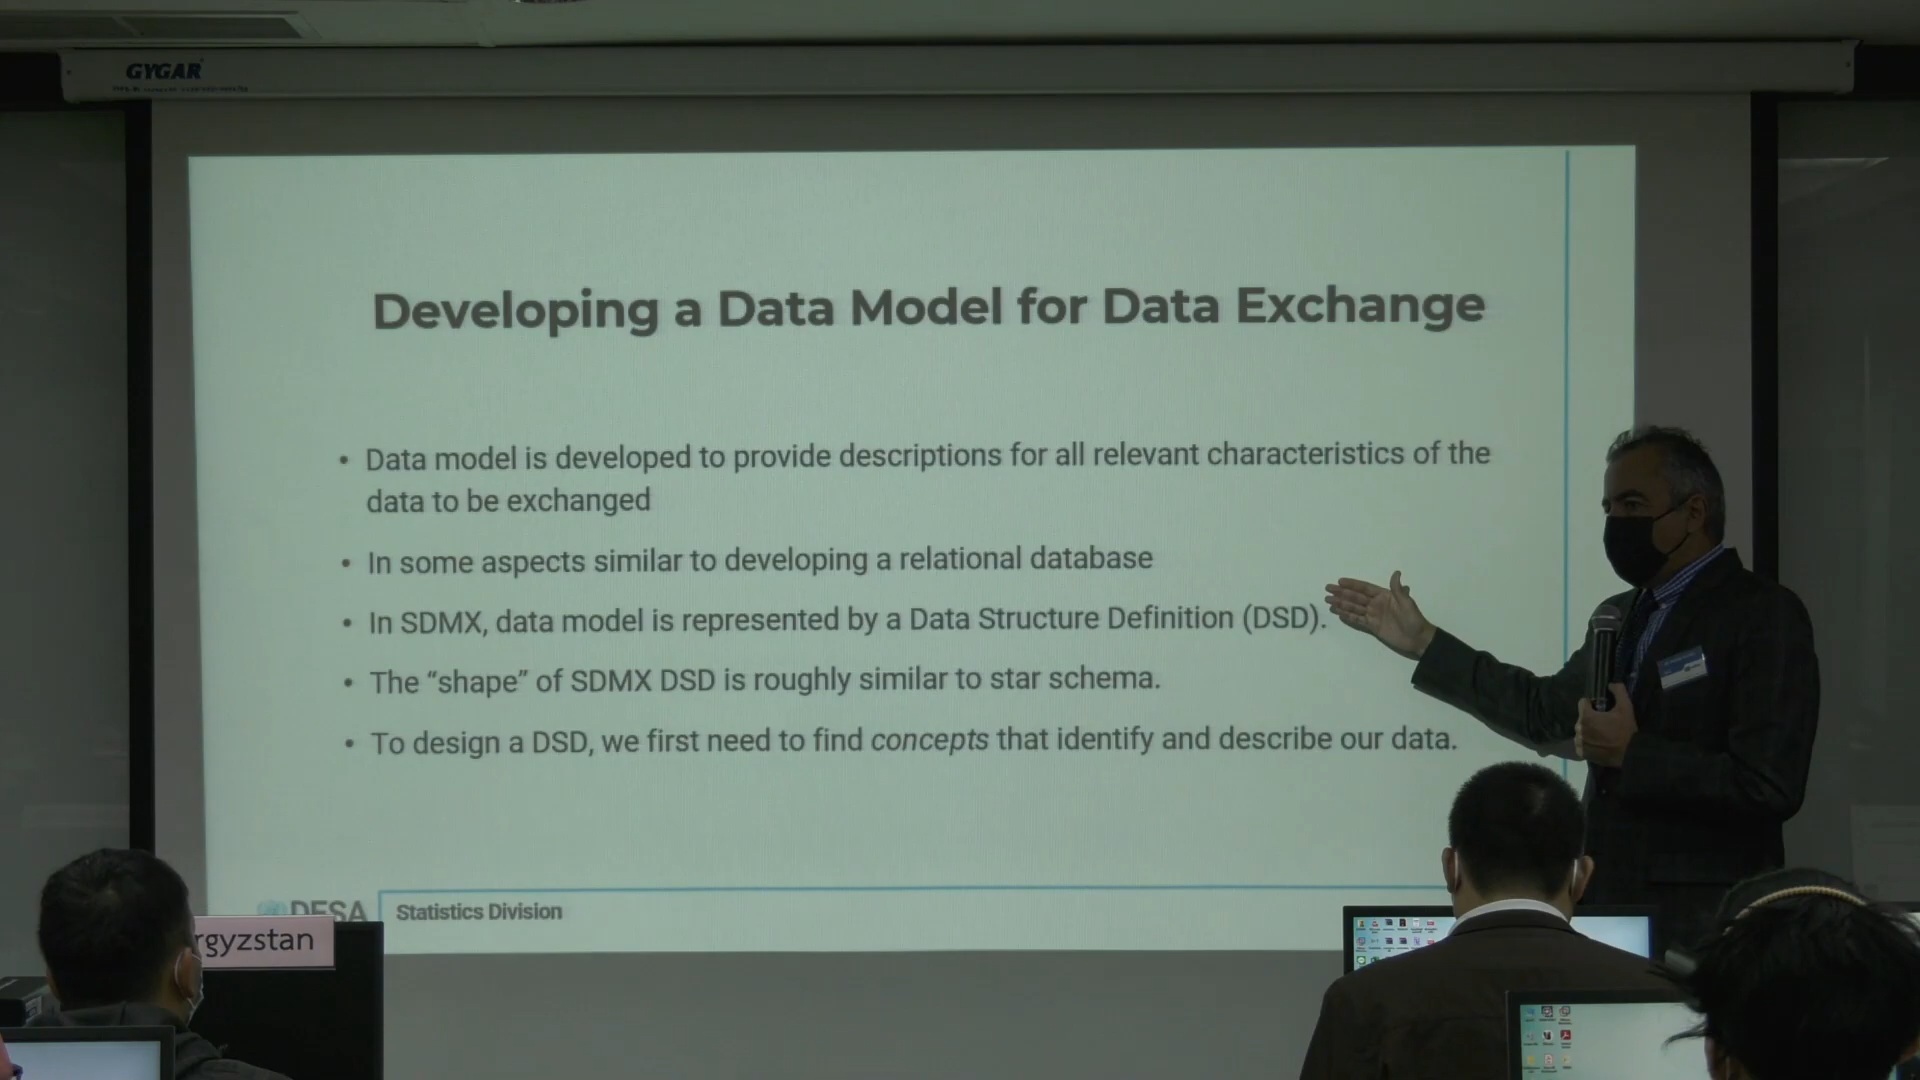 GYGAR
Developing a Data Model for Data Exchange
• Data model is developed to provide descriptions for all relevant characteristics of the
data to be exchanged
• In some aspects similar to developing a relational database
• In SDMX, data model is represented by a Data Structure Definition (DSD).
• The “shape” of SDMX DSD is roughly similar to star schema.
• To design a DSD, we first need to find concepts that identify and describe our data.
DESA
Statistics Division
rgyzstan